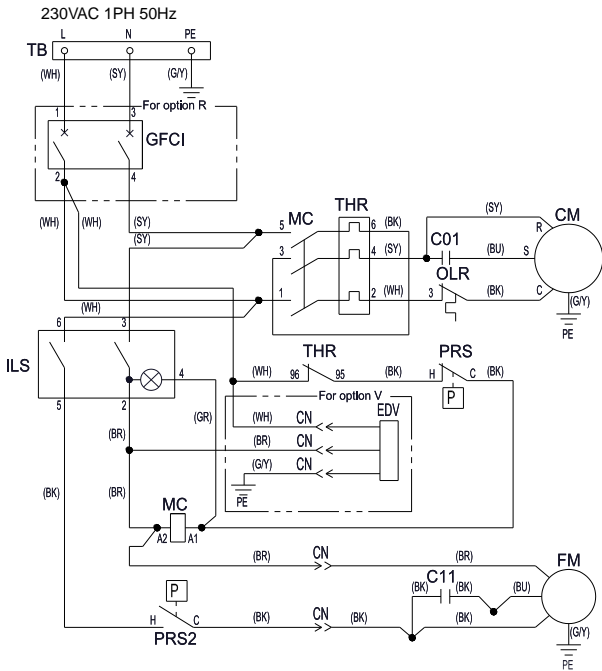 230VAC 1PH 50Hz
L N PE
TB
(WH) (SY) (G/Y)
For option R
1 3
GFCI
2 4
(WH) (WH) (SY) (SY)
MC THR
5 6 (BK) (SY) CM
R
3 4 (SY) C01 (BU) S
OLR
1 2 (WH) 3 (BK) C
(G/Y)
PE
(WH)
6 3
ILS
4
5 2
THR PRS
(WH) 96 95 (BK) H C (BK)
P
For option V
(GR)
EDV
(WH) CN
(BR) (BR) CN
(G/Y) CN
PE
(BK) (BR)
MC
A2 A1
(BR) CN (BR) FM
C11
(BK) (BK) (BU)
P
H C (BK) CN (BK) (BK)
PRS2
(G/Y)
PE